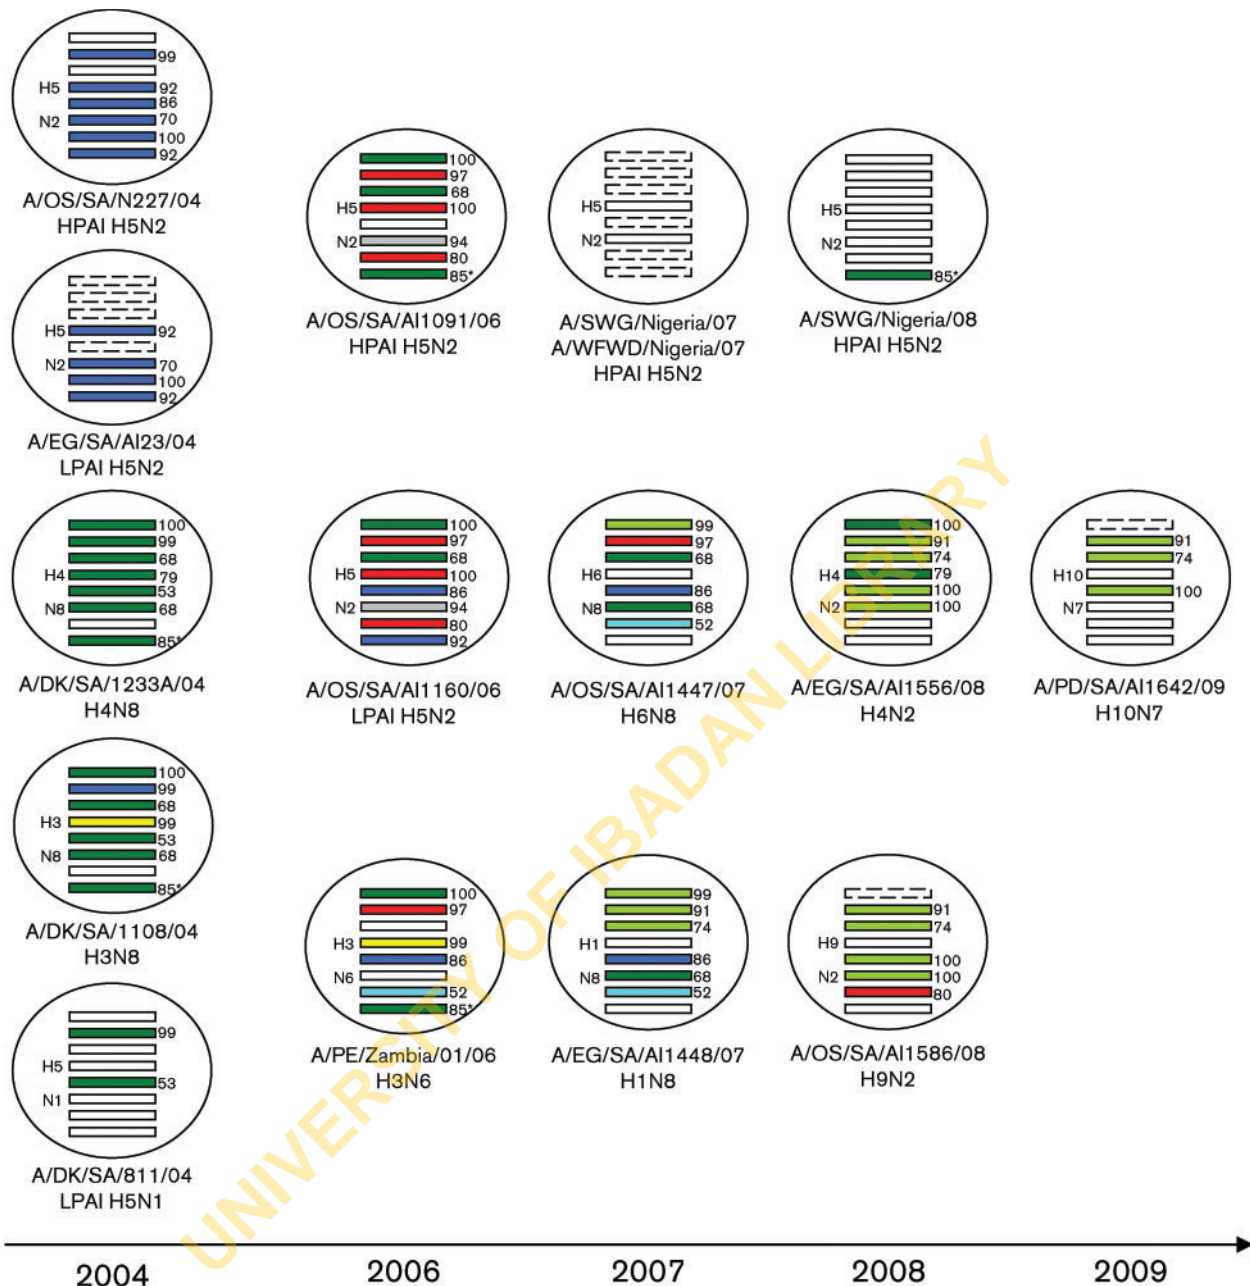 99
H5 92
86
N2 70
100
92
A/OS/SA/N227/04
HPAI H5N2
H5 92
N2 70
100
92
A/EG/SA/AI23/04
LPAI H5N2
100
99
68
H4 79
53
N8 68
85*
A/DK/SA/1233A/04
H4N8
100
99
68
H3 99
53
N8 68
85*
A/DK/SA/1108/04
H3N8
99
H5
53
N1
A/DK/SA/811/04
LPAI H5N1
100
97
68
H5 100
N2 94
80
85*
A/OS/SA/AI1091/06
HPAI H5N2
100
97
68
H5 100
86
N2 94
80
92
A/OS/SA/AI1160/06
LPAI H5N2
100
97
H3 99
86
N6
52
85*
A/PE/Zambia/01/06
H3N6
H5
N2
A/SWG/Nigeria/07
A/WFWD/Nigeria/07
HPAI H5N2
99
97
68
H6
86
N8 68
52
A/OS/SA/AI1447/07
H6N8
99
91
74
H1
86
N8 68
52
A/EG/SA/AI1448/07
H1N8
H5
N2
85*
A/SWG/Nigeria/08
HPAI H5N2
100
91
74
H4 79
100
N2 100
A/EG/SA/AI1556/08
H4N2
91
74
H9
100
N2 100
80
A/OS/SA/AI1586/08
H9N2
91
74
H10
100
N7
A/PD/SA/AI1642/09
H10N7
2004 2006 2007 2008 2009
UNIVERSITY OF IBADAN LIBRARY